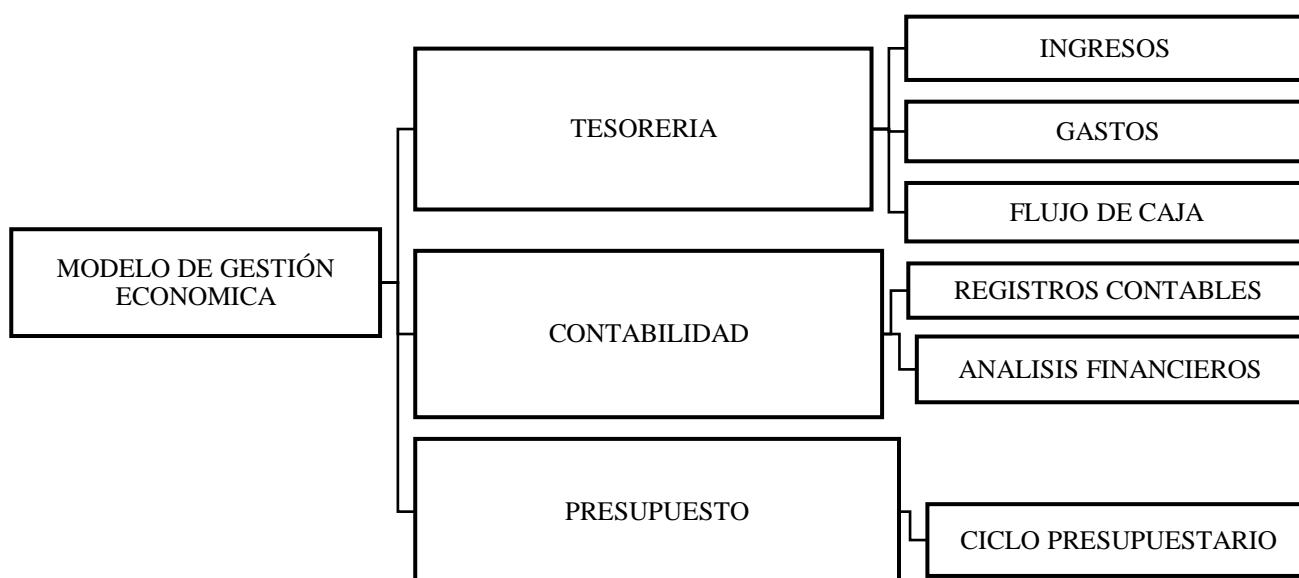 MODELO DE GESTIÓN
ECONOMICA
TESORERIA
INGRESOS
GASTOS
FLUJO DE CAJA
CONTABILIDAD
REGISTROS CONTABLES
ANALISIS FINANCIEROS
PRESUPUESTO
CICLO PRESUPUESTARIO